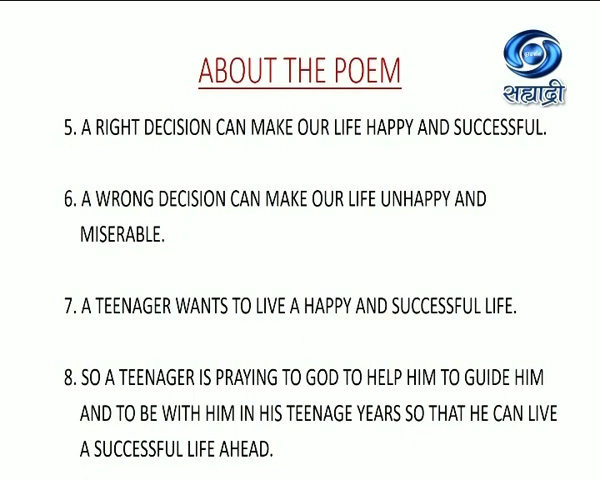 ABOUT THE POEM
सह्याद्री
5. A RIGHT DECISION CAN MAKE OUR LIFE HAPPY AND SUCCESSFUL.
6. A WRONG DECISION CAN MAKE OUR LIFE UNHAPPY AND
MISERABLE.
7. A TEENAGER WANTS TO LIVE A HAPPY AND SUCCESSFUL LIFE.
8. SO A TEENAGER IS PRAYING TO GOD TO HELP HIM TO GUIDE HIM
AND TO BE WITH HIM IN HIS TEENAGE YEARS SO THAT HE CAN LIVE
A SUCCESSFUL LIFE AHEAD.